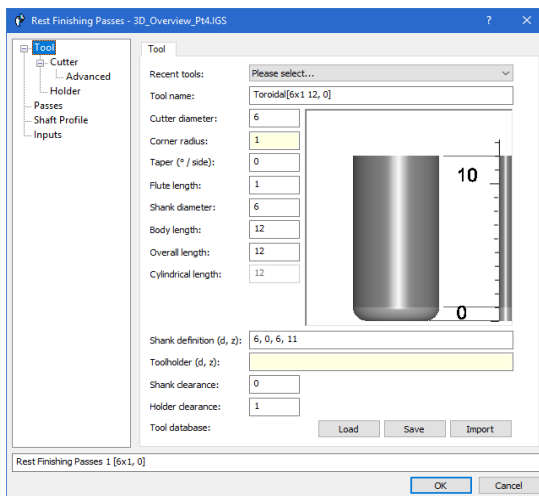 Rest Finishing Passes - 3D_Overview_Pt4.IGS
Tool
Cutter
Advanced
Holder
Passes
Shaft Profile
Inputs
Tool
Recent tools: Please select...
Tool name: Toroidal[6x1 12, 0]
Cutter diameter: 6
Corner radius: 1
Taper (° / side): 0
Flute length: 1
Shank diameter: 6
Body length: 12
Overall length: 12
Cylindrical length: 12
10
0
Shank definition (d, z): 6, 0, 6, 11
Toolholder (d, z):
Shank clearance: 0
Holder clearance: 1
Tool database: Load Save Import
Rest Finishing Passes 1 [6x1, 0]
OK Cancel